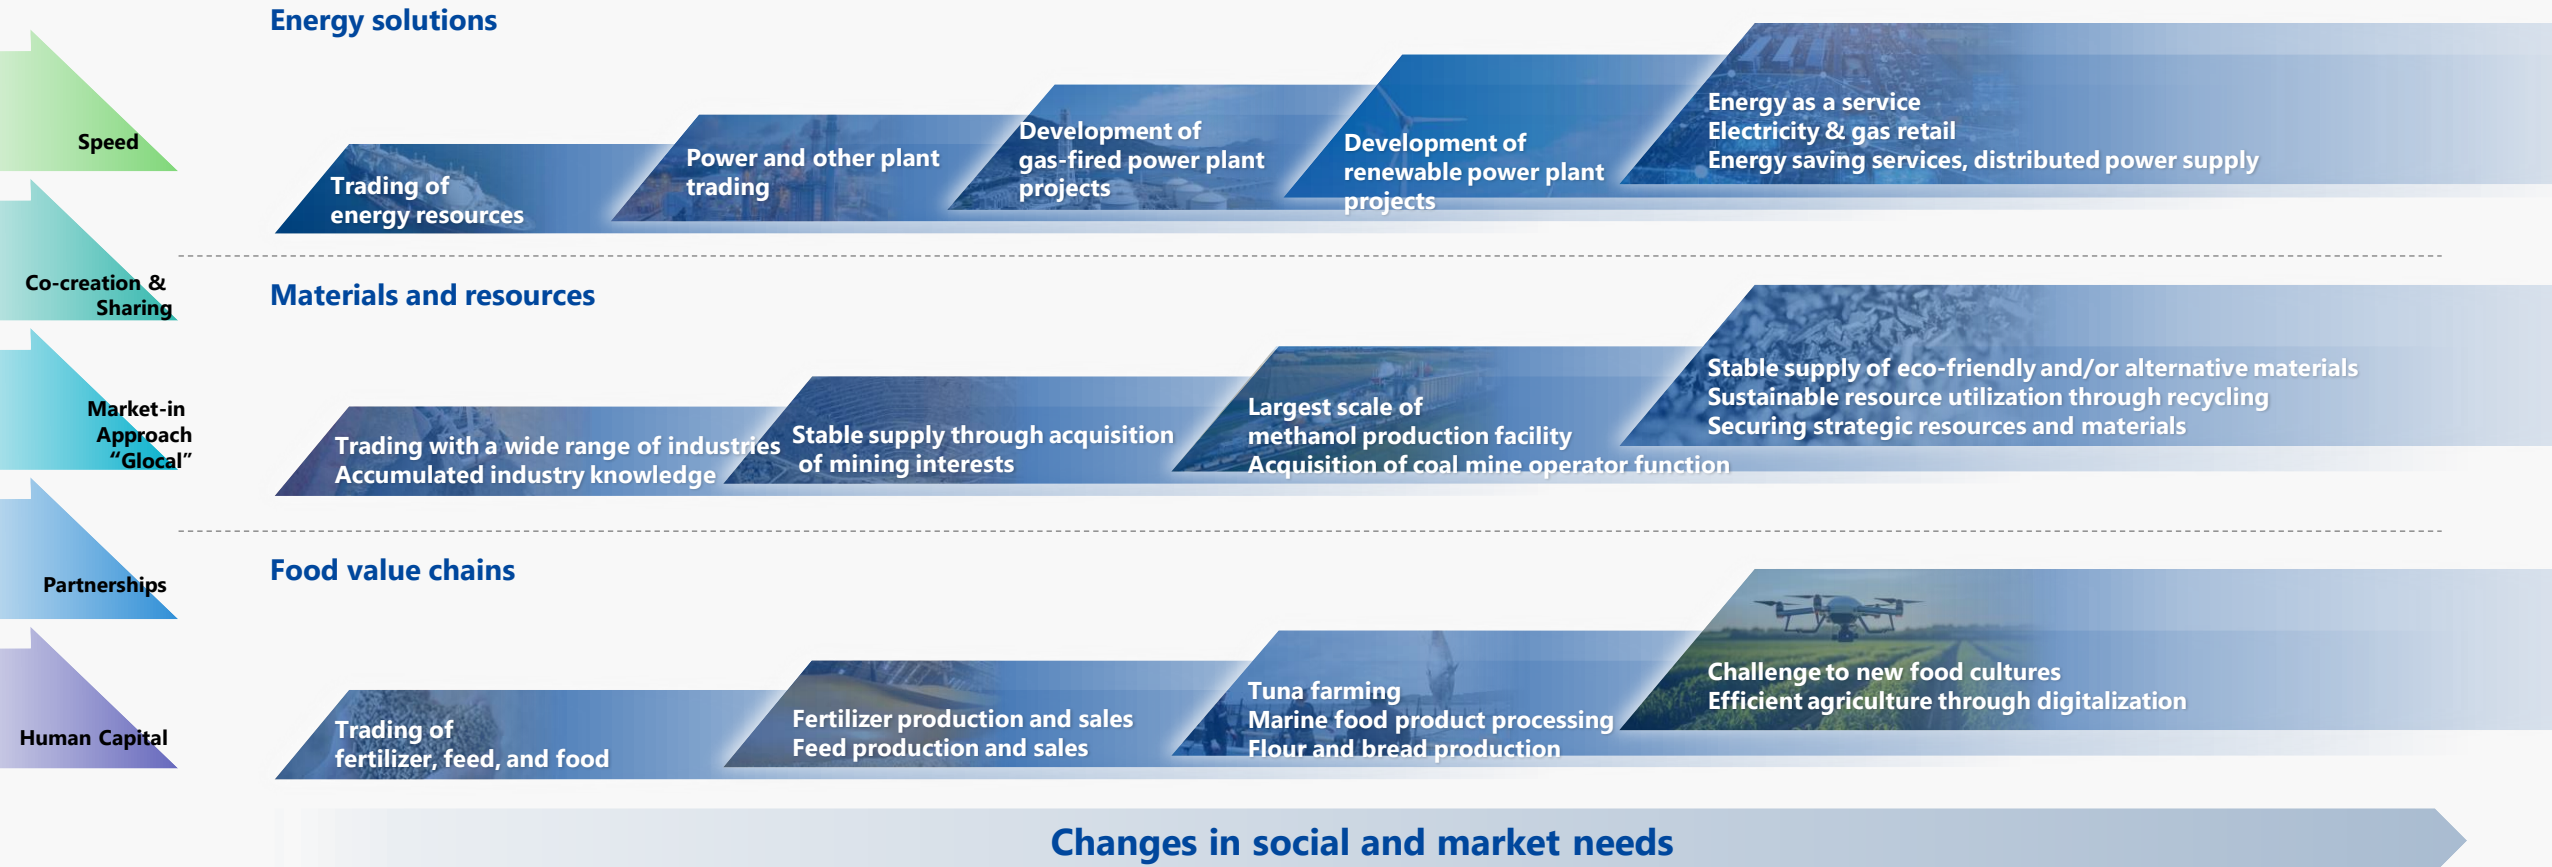 Speed
Co-creation &
Sharing
Market-in
Approach
“Glocal”
Partnerships
Human Capital
Energy solutions
Trading of
energy resources
Power and other plant
trading
Development of
gas-fired power plant
projects
Development of
renewable power plant
projects
Energy as a service
Electricity & gas retail
Energy saving services, distributed power supply
Materials and resources
Trading with a wide range of industries
Accumulated industry knowledge
Stable supply through acquisition
of mining interests
Largest scale of
methanol production facility
Acquisition of coal mine operator function
Stable supply of eco-friendly and/or alternative materials
Sustainable resource utilization through recycling
Securing strategic resources and materials
Food value chains
Trading of
fertilizer, feed, and food
Fertilizer production and sales
Feed production and sales
Tuna farming
Marine food product processing
Flour and bread production
Challenge to new food cultures
Efficient agriculture through digitalization
Changes in social and market needs